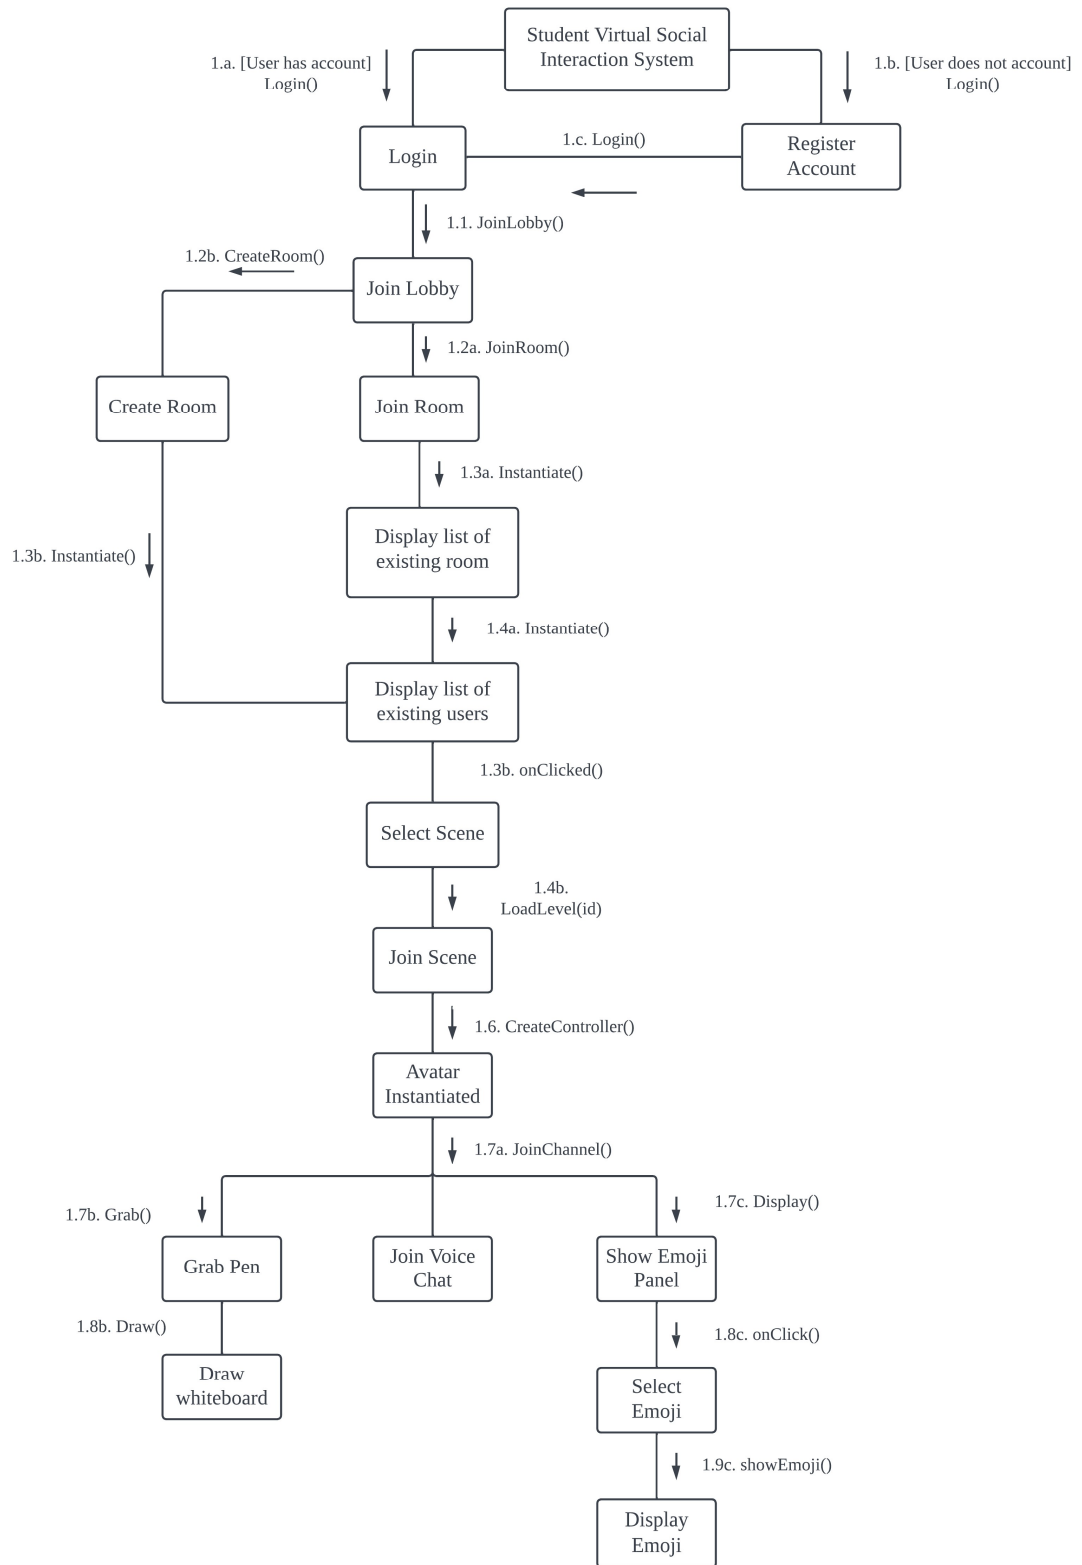 Student Virtual Social
Interaction System
1.a. [User has account]
Login()
1.b. [User does not account]
Login()
Login
1.c. Login()
Register
Account
1.1. JoinLobby()
1.2b. CreateRoom()
Join Lobby
1.2a. JoinRoom()
Create Room
Join Room
1.3a. Instantiate()
Display list of
existing room
1.3b. Instantiate()
1.4a. Instantiate()
Display list of
existing users
1.3b. onClicked()
Select Scene
1.4b.
LoadLevel(id)
Join Scene
1.6. CreateController()
Avatar
Instantiated
1.7a. JoinChannel()
1.7b. Grab()
1.7c. Display()
Grab Pen
Join Voice
Chat
Show Emoji
Panel
1.8b. Draw()
1.8c. onClick()
Draw
whiteboard
Select
Emoji
1.9c. showEmoji()
Display
Emoji